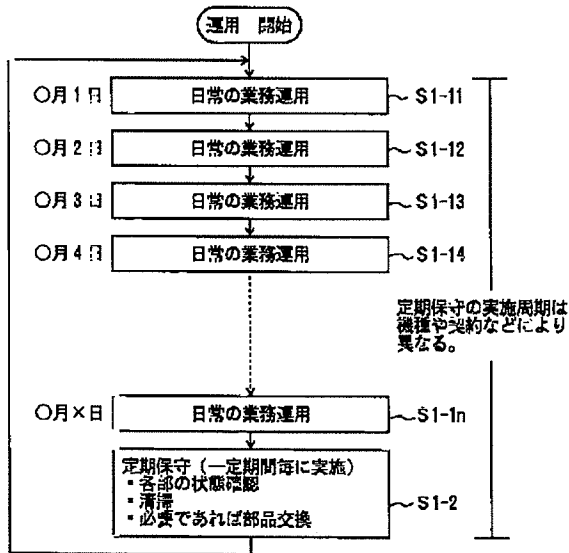 運用 開始
〇月1日 日常の業務運用 S1-11
〇月2日 日常の業務運用 S1-12
〇月3日 日常の業務運用 S1-13
〇月4日 日常の業務運用 S1-14
定期保守の実施周期は
機種や契約などにより
異なる。
〇月×日 日常の業務運用 S1-1n
定期保守（一定期間毎に実施）
・各部の状態確認
・清掃
・必要であれば部品交換
S1-2